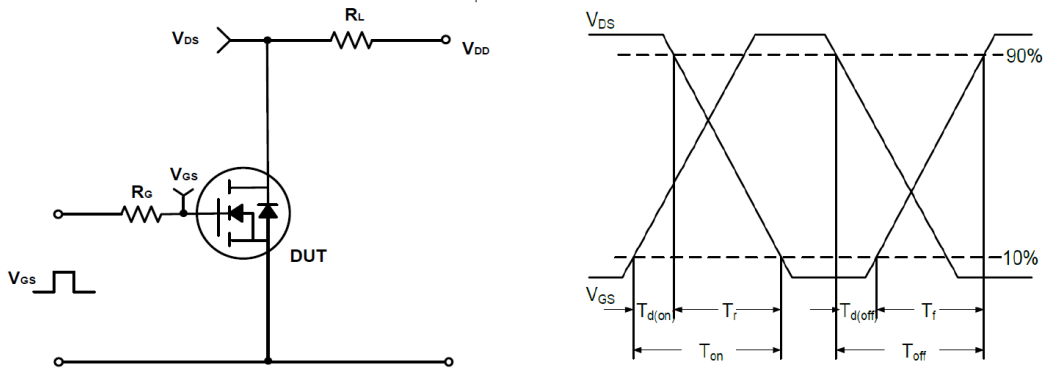 RL
VDS
VDD
VGS
RG
DUT
VGS
VDS
90%
10%
VGS
Td(on)
Tr
Td(off)
Tf
Ton
Toff